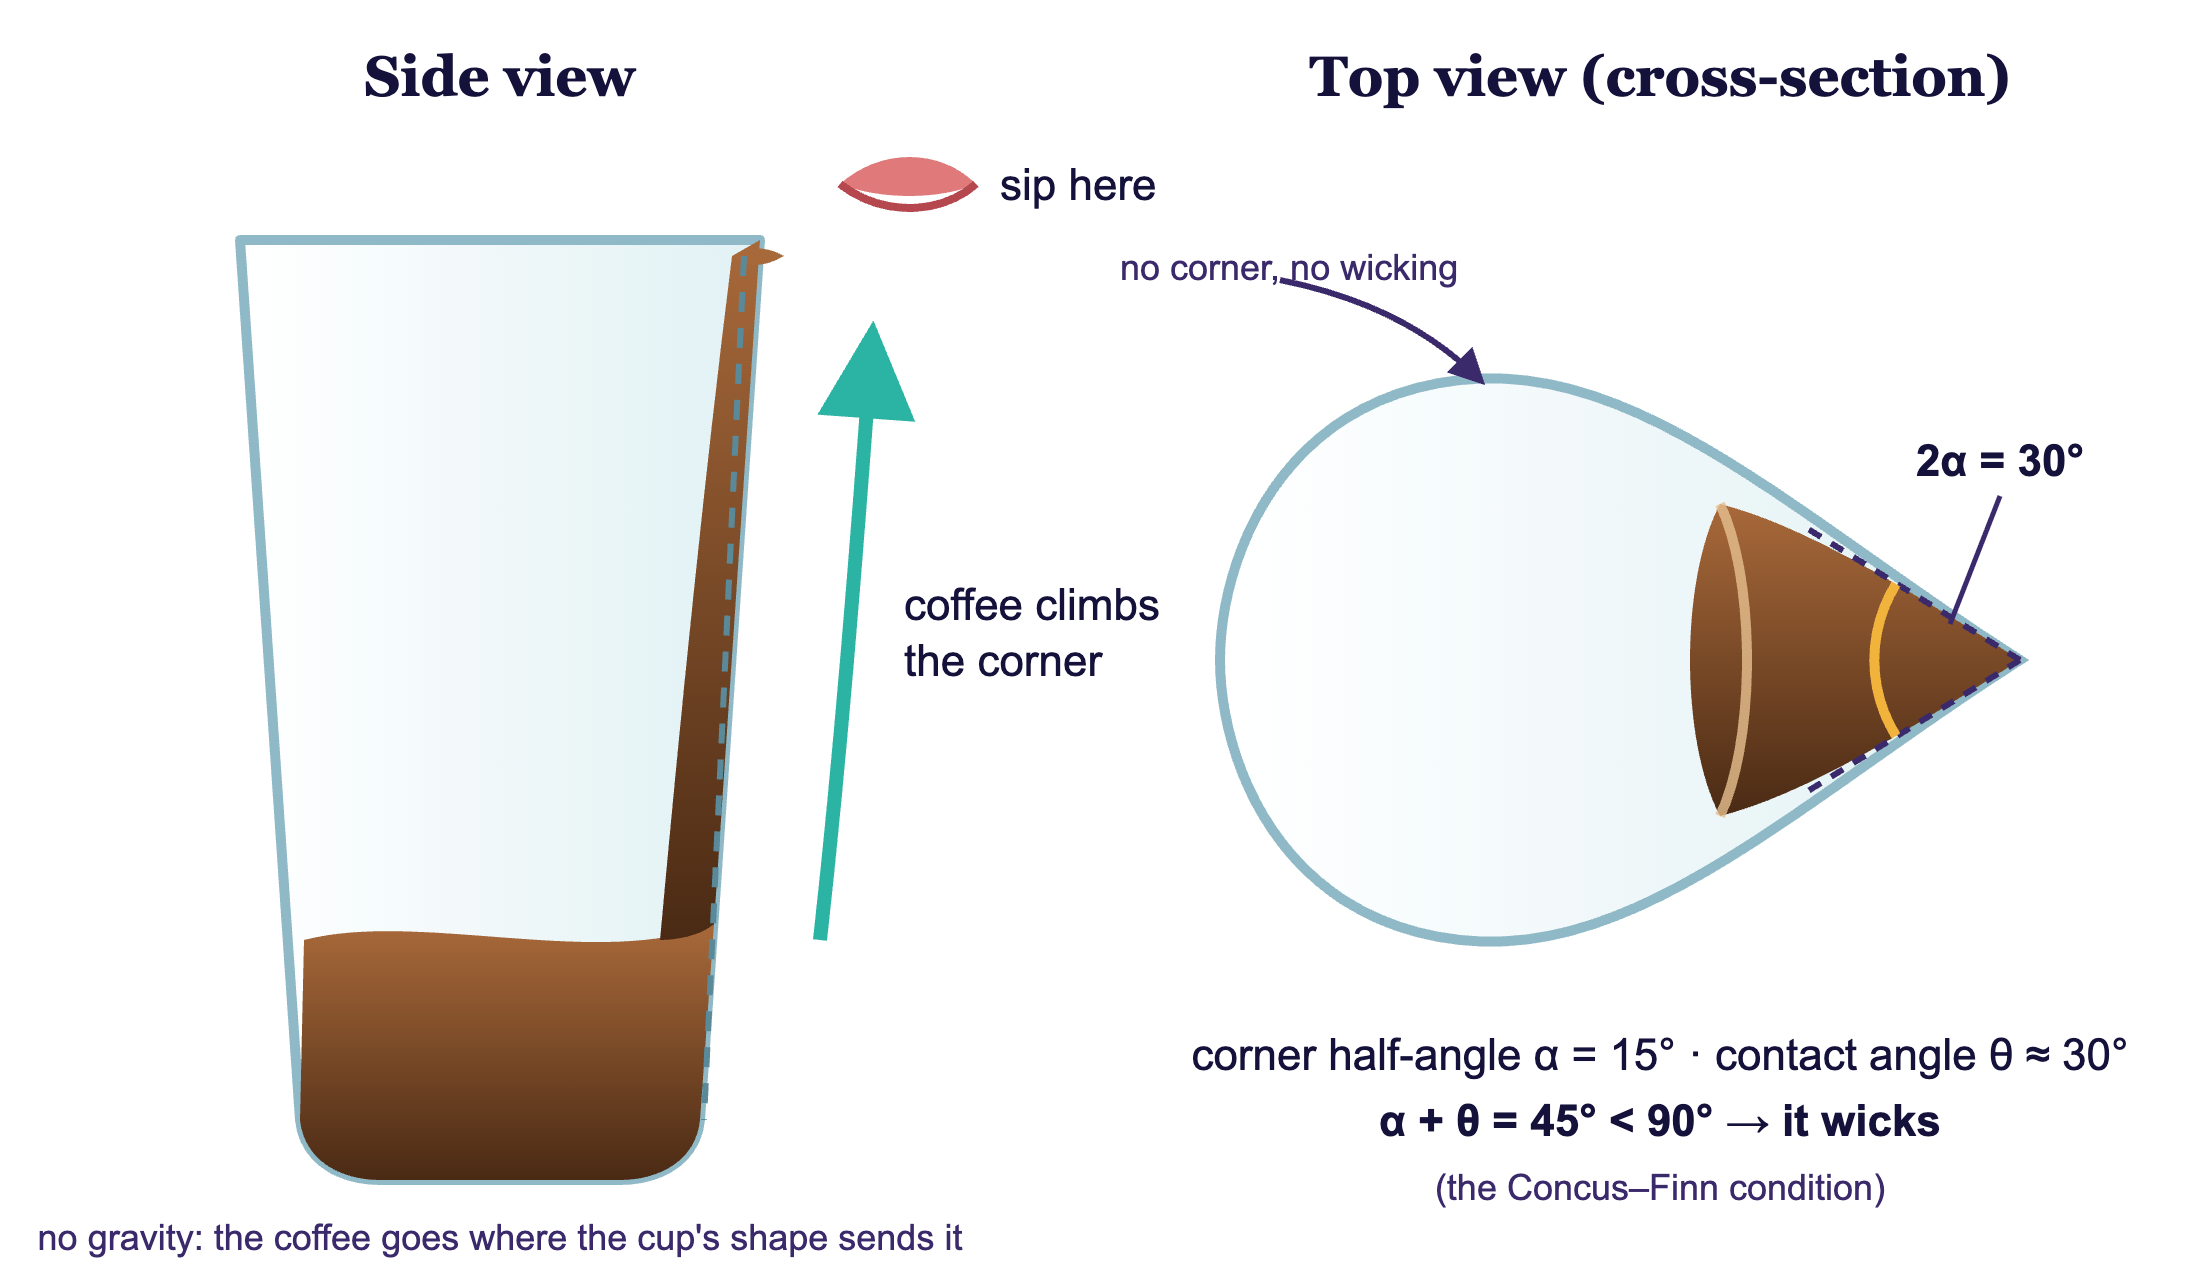 Side view
sip here
coffee climbs
the corner
no gravity: the coffee goes where the cup's shape sends it
Top view (cross-section)
no corner, no wicking
2α = 30°
corner half-angle α = 15° · contact angle θ ≈ 30°
α + θ = 45° < 90° → it wicks
(the Concus–Finn condition)